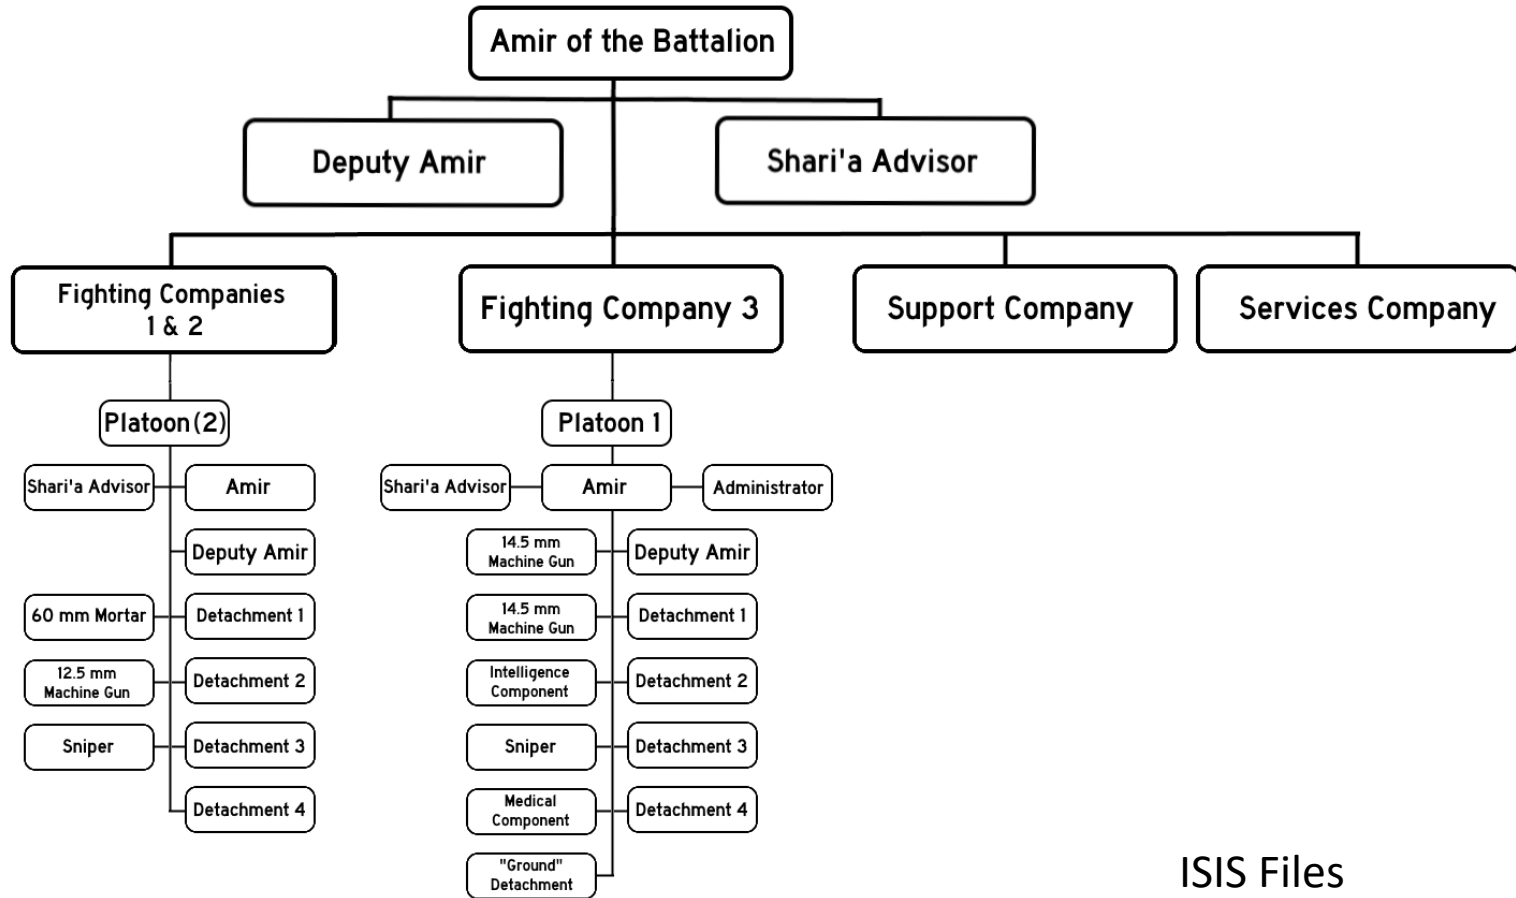 Amir of the Battalion
Deputy Amir
Shari'a Advisor
Fighting Companies
1 & 2
Fighting Company 3
Support Company
Services Company
Platoon (2)
Shari'a Advisor
Amir
Deputy Amir
60 mm Mortar
Detachment 1
12.5 mm
Machine Gun
Detachment 2
Sniper
Detachment 3
Detachment 4
Platoon 1
Shari'a Advisor
Amir
Administrator
14.5 mm
Machine Gun
Deputy Amir
14.5 mm
Machine Gun
Detachment 1
Intelligence
Component
Detachment 2
Sniper
Detachment 3
Medical
Component
Detachment 4
"Ground"
Detachment
ISIS Files